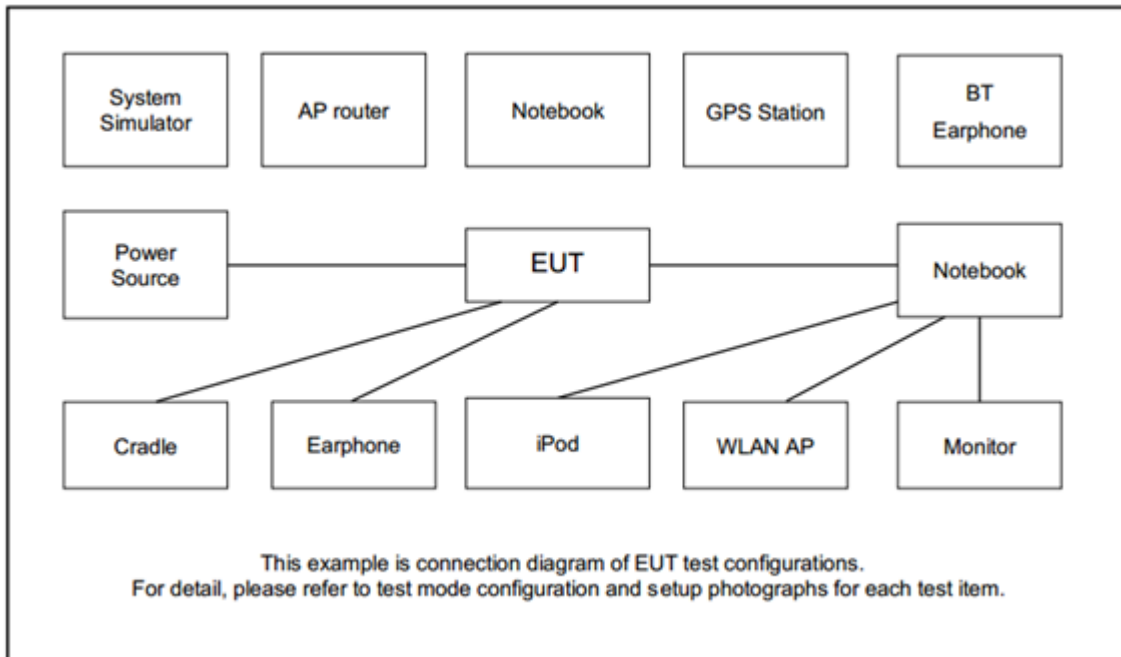 System
Simulator
AP router
Notebook
GPS Station
BT
Earphone
Power
Source
EUT
Notebook
Cradle
Earphone
iPod
WLAN AP
Monitor
This example is connection diagram of EUT test configurations.
For detail, please refer to test mode configuration and setup photographs for each test item.